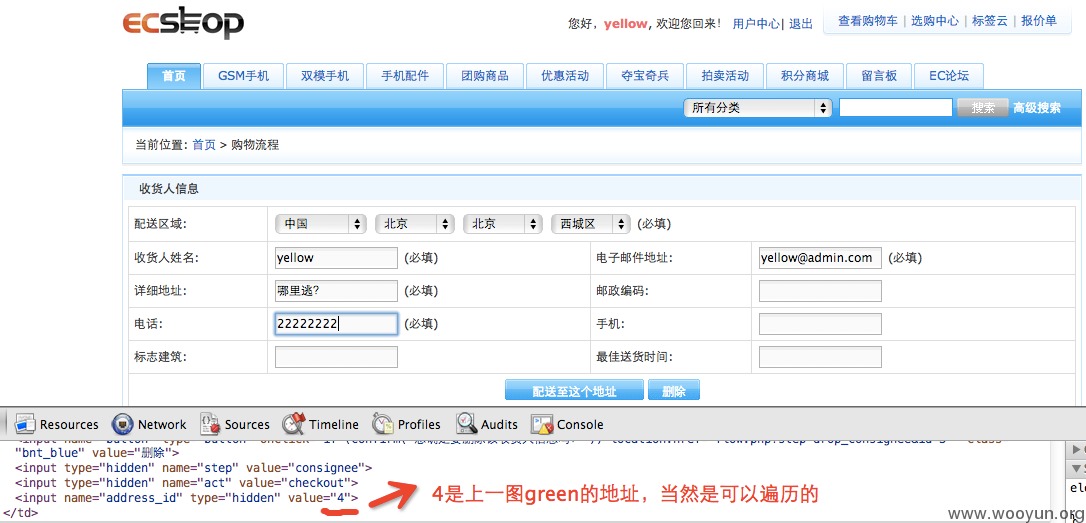 ECSHOP
您好，yellow, 欢迎您回来！ 用户中心| 退出
查看购物车 | 选购中心 | 标签云 | 报价单
首页 GSM手机 双模手机 手机配件 团购商品 优惠活动 夺宝奇兵 拍卖活动 积分商城 留言板 EC论坛
所有分类 搜索 高级搜索
当前位置: 首页 > 购物流程
收货人信息
配送区域: 中国 北京 北京 西城区 (必填)
收货人姓名: yellow (必填) 电子邮件地址: yellow@admin.com (必填)
详细地址: 哪里逃? (必填) 邮政编码:
电话: 22222222 (必填) 手机:
标志建筑: 最佳送货时间:
配送至这个地址 删除
Resources Network Sources Timeline Profiles Audits Console
"bnt_blue" value="删除">
<input type="hidden" name="step" value="consignee">
<input type="hidden" name="act" value="checkout">
<input name="address_id" type="hidden" value="4">
</td>
4是上一图green的地址，当然是可以遍历的
www.wooyun.org